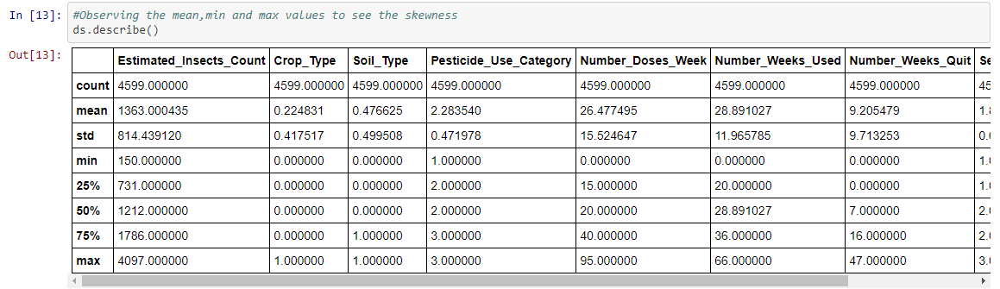 In [13]: #Observing the mean,min and max values to see the skewness
ds.describe()
Out[13]:
Estimated_Insects_Count Crop_Type Soil_Type Pesticide_Use_Category Number_Doses_Week Number_Weeks_Used Number_Weeks_Quit Se
count 4599.000000 4599.000000 4599.000000 4599.000000 4599.000000 4599.000000 4599.000000 45
mean 1363.000435 0.224831 0.476625 2.283540 26.477495 28.891027 9.205479 1.8
std 814.439120 0.417517 0.499508 0.471978 15.524647 11.965785 9.713253 0.
min 150.000000 0.000000 0.000000 1.000000 0.000000 0.000000 0.000000 1.
25% 731.000000 0.000000 0.000000 2.000000 15.000000 20.000000 0.000000 1.
50% 1212.000000 0.000000 0.000000 2.000000 20.000000 28.891027 7.000000 2.
75% 1786.000000 0.000000 1.000000 3.000000 40.000000 36.000000 16.000000 2.
max 4097.000000 1.000000 1.000000 3.000000 95.000000 66.000000 47.000000 3.